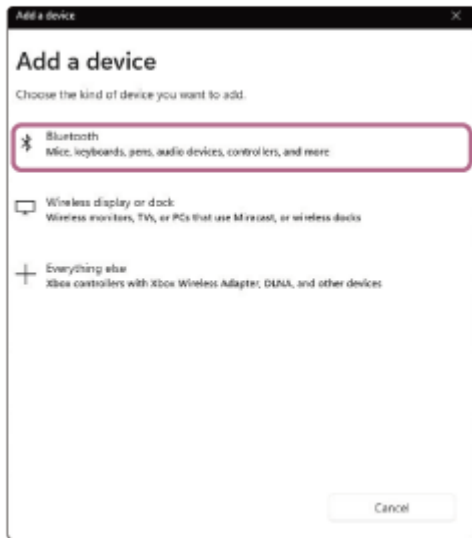 Add a device
Add a device
Choose the kind of device you want to add.
Bluetooth
Mice, keyboards, pens, audio devices, controllers, and more
Wireless display or dock
Wireless monitors, TVs, or PCs that use Miracast, or wireless docks
Everything else
Xbox controllers with Xbox Wireless Adapter, DLNA, and other devices
Cancel